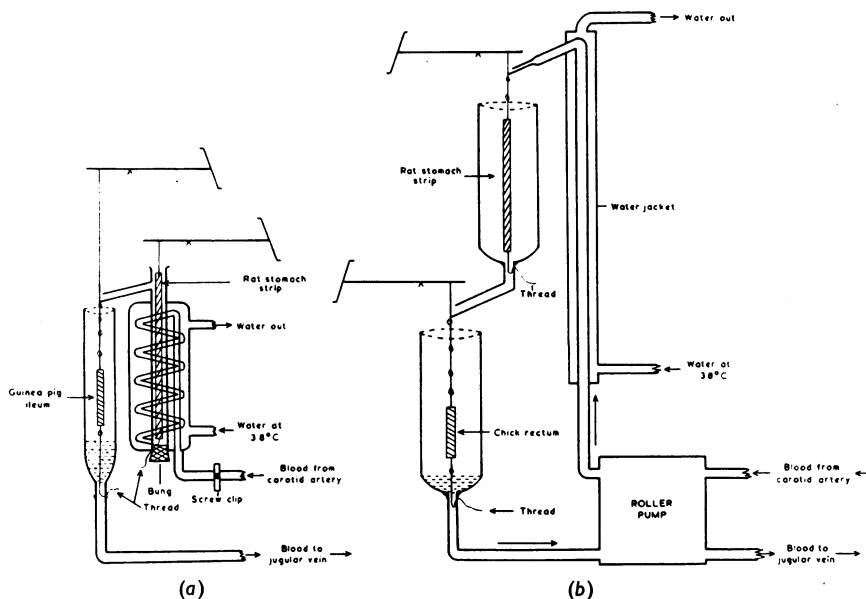 Rat stomach
strip
Water out
Guinea pig
ileum
Water at
38°C
Blood from
carotid artery
Bung
Thread
Screw clip
Blood to
jugular vein
(a)
Water out
Rat stomach
strip
Water jacket
Thread
Water at
38°C
Chick rectum
Blood from
carotid artery
ROLLER
PUMP
Thread
Blood to
jugular vein
(b)